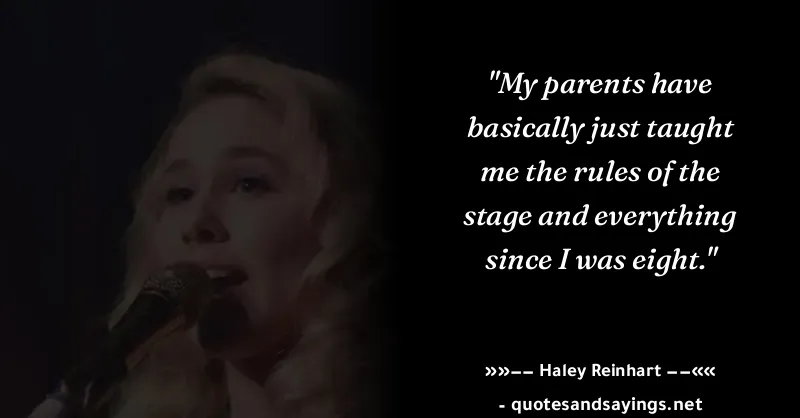 "My parents have
basically just taught
me the rules of the
stage and everything
since I was eight."
»»−− Haley Reinhart −−««
- quotesandsayings.net